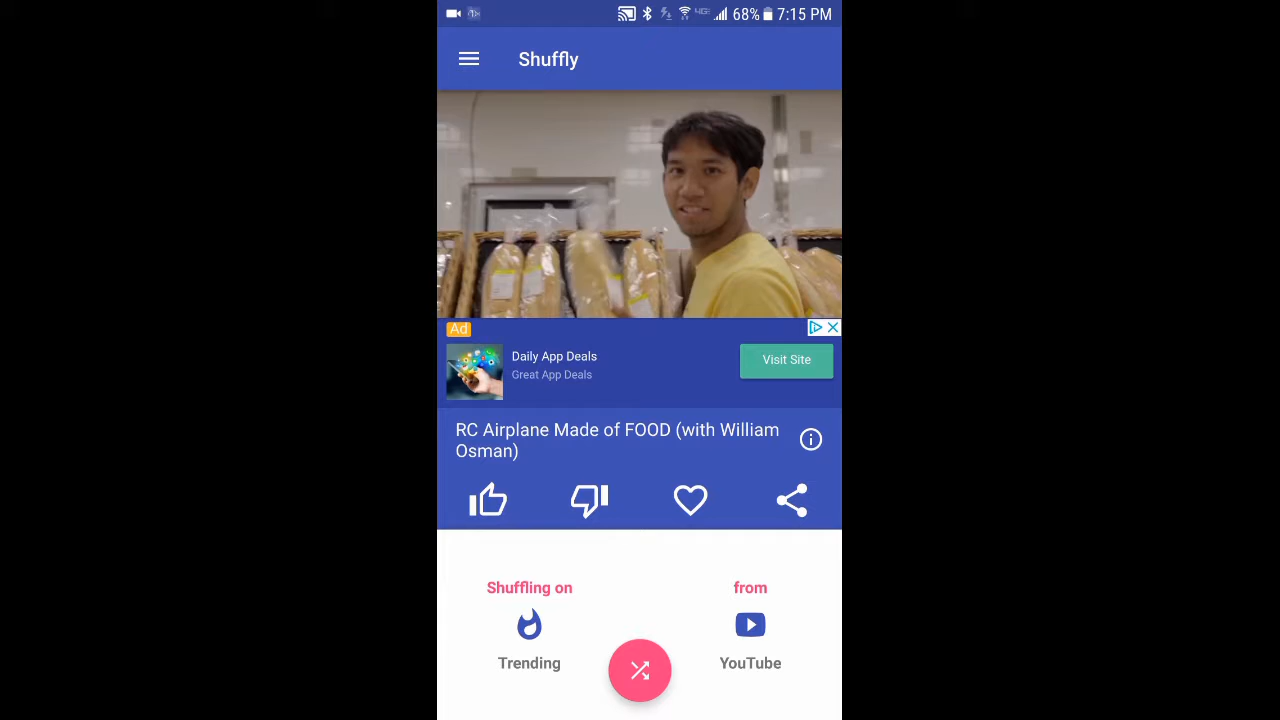 68% 7:15 PM
Shuffly
Ad
Daily App Deals
Great App Deals
Visit Site
RC Airplane Made of FOOD (with William
Osman)
Shuffling on
from
Trending
YouTube